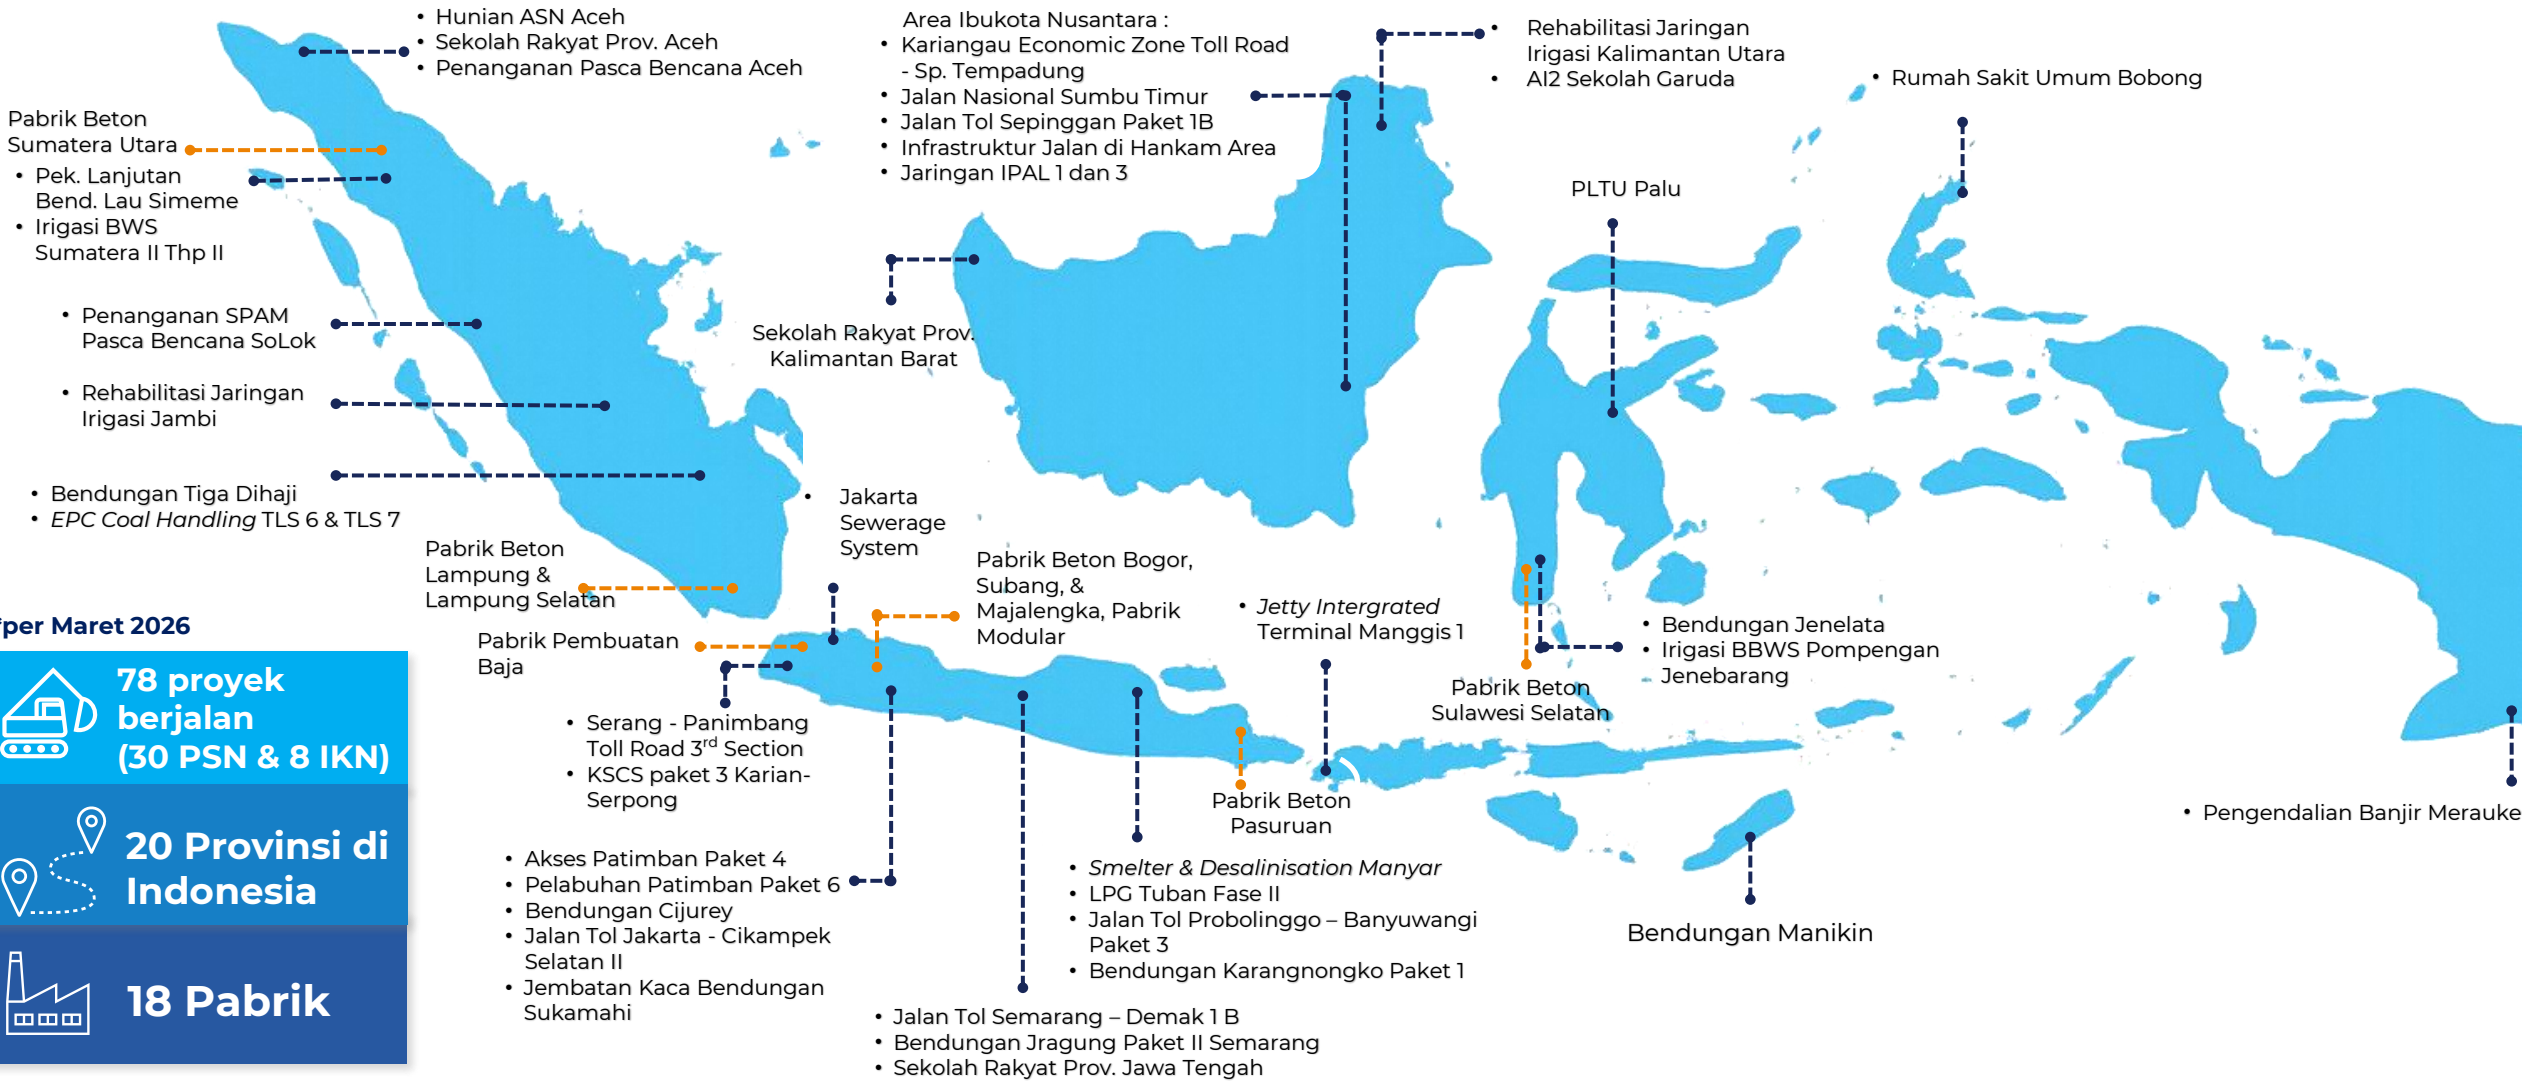 • Hunian ASN Aceh
• Sekolah Rakyat Prov. Aceh
• Penanganan Pasca Bencana Aceh
Area Ibukota Nusantara :
• Kariangau Economic Zone Toll Road
- Sp. Tempadung
• Jalan Nasional Sumbu Timur
• Jalan Tol Sepinggan Paket 1B
• Infrastruktur Jalan di Hankam Area
• Jaringan IPAL 1 dan 3
• Rehabilitasi Jaringan
Irigasi Kalimantan Utara
• AI2 Sekolah Garuda
• Rumah Sakit Umum Bobong
Pabrik Beton
Sumatera Utara
• Pek. Lanjutan
Bend. Lau Simeme
• Irigasi BWS
Sumatera II Thp II
PLTU Palu
• Penanganan SPAM
Pasca Bencana SoLok
Sekolah Rakyat Prov.
Kalimantan Barat
• Rehabilitasi Jaringan
Irigasi Jambi
• Bendungan Tiga Dihaji
• EPC Coal Handling TLS 6 & TLS 7
• Jakarta
Sewerage
System
Pabrik Beton
Lampung &
Lampung Selatan
Pabrik Beton Bogor,
Subang, &
Majalengka, Pabrik
Modular
• Jetty Intergrated
Terminal Manggis 1
• Bendungan Jenelata
• Irigasi BBWS Pompengan
- Jenebarang
Pabrik Pembuatan
Baja
Pabrik Beton
Sulawesi Selatan
• Serang - Panimbang
Toll Road 3rd Section
• KSCS paket 3 Karian-
Serpong
Pabrik Beton
Pasuruan
• Pengendalian Banjir Merauke
• Akses Patimban Paket 4
• Pelabuhan Patimban Paket 6
• Bendungan Cijurey
• Jalan Tol Jakarta - Cikampek
Selatan II
• Jembatan Kaca Bendungan
Sukamahi
• Smelter & Desalinisation Manyar
• LPG Tuban Fase II
• Jalan Tol Probolinggo – Banyuwangi
Paket 3
• Bendungan Karangnongko Paket 1
Bendungan Manikin
• Jalan Tol Semarang – Demak 1 B
• Bendungan Jragung Paket II Semarang
• Sekolah Rakyat Prov. Jawa Tengah
*per Maret 2026
78 proyek
berjalan
(30 PSN & 8 IKN)
20 Provinsi di
Indonesia
18 Pabrik